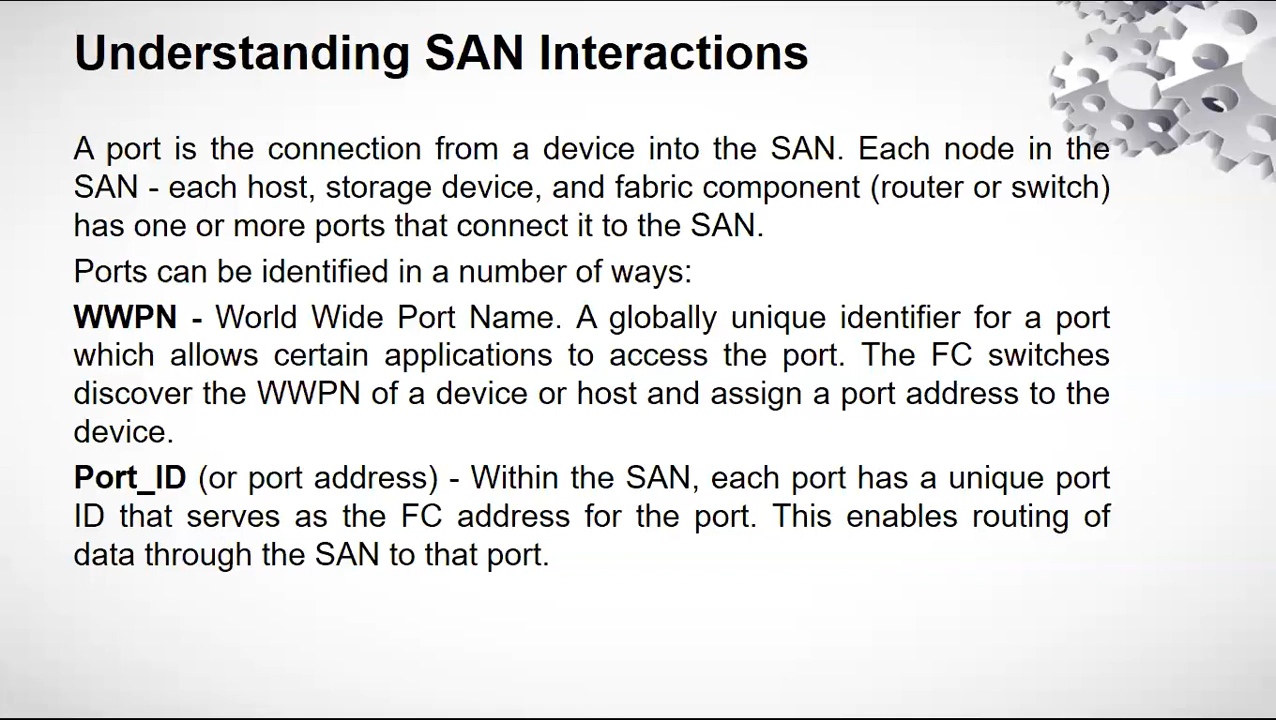 Understanding SAN Interactions
A port is the connection from a device into the SAN. Each node in the
SAN - each host, storage device, and fabric component (router or switch)
has one or more ports that connect it to the SAN.
Ports can be identified in a number of ways:
WWPN - World Wide Port Name. A globally unique identifier for a port
which allows certain applications to access the port. The FC switches
discover the WWPN of a device or host and assign a port address to the
device.
Port_ID (or port address) - Within the SAN, each port has a unique port
ID that serves as the FC address for the port. This enables routing of
data through the SAN to that port.